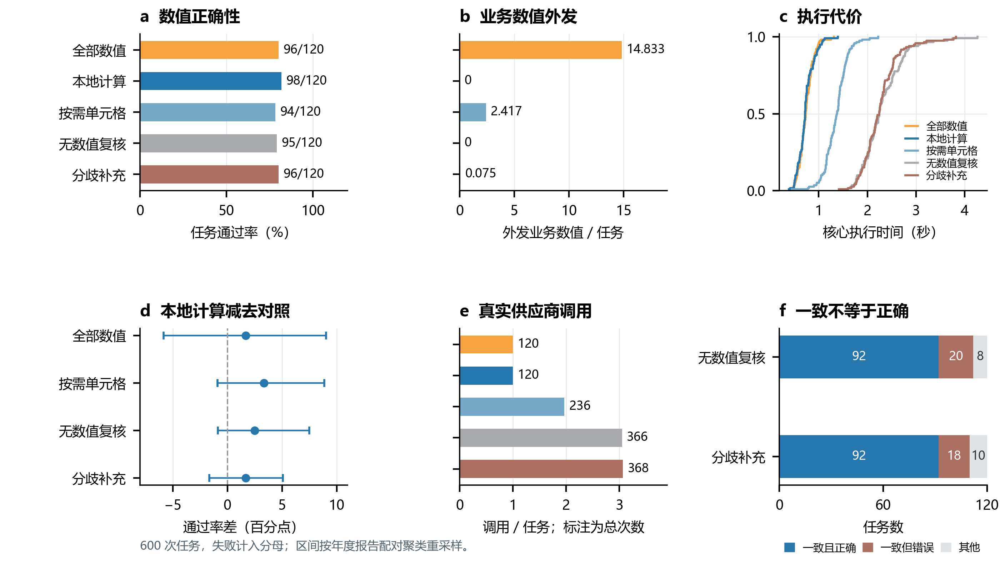 a 数值正确性
全部数值
96/120
本地计算
98/120
按需单元格
94/120
无数值复核
95/120
分歧补充
96/120
0 50 100
任务通过率（%）
b 业务数值外发
14.833
0
2.417
0
0.075
0 5 10 15
外发业务数值 / 任务
c 执行代价
1.0
0.5
0.0
全部数值
本地计算
按需单元格
无数值复核
分歧补充
1 2 3 4
核心执行时间（秒）
d 本地计算减去对照
全部数值
按需单元格
无数值复核
分歧补充
−5 0 5 10
通过率差（百分点）
e 真实供应商调用
120
120
236
366
368
0 1 2 3
调用 / 任务；标注为总次数
f 一致不等于正确
无数值复核
92 20 8
分歧补充
92 18 10
0 60 120
任务数
一致且正确 一致但错误 其他
600 次任务，失败计入分母；区间按年度报告配对聚类重采样。